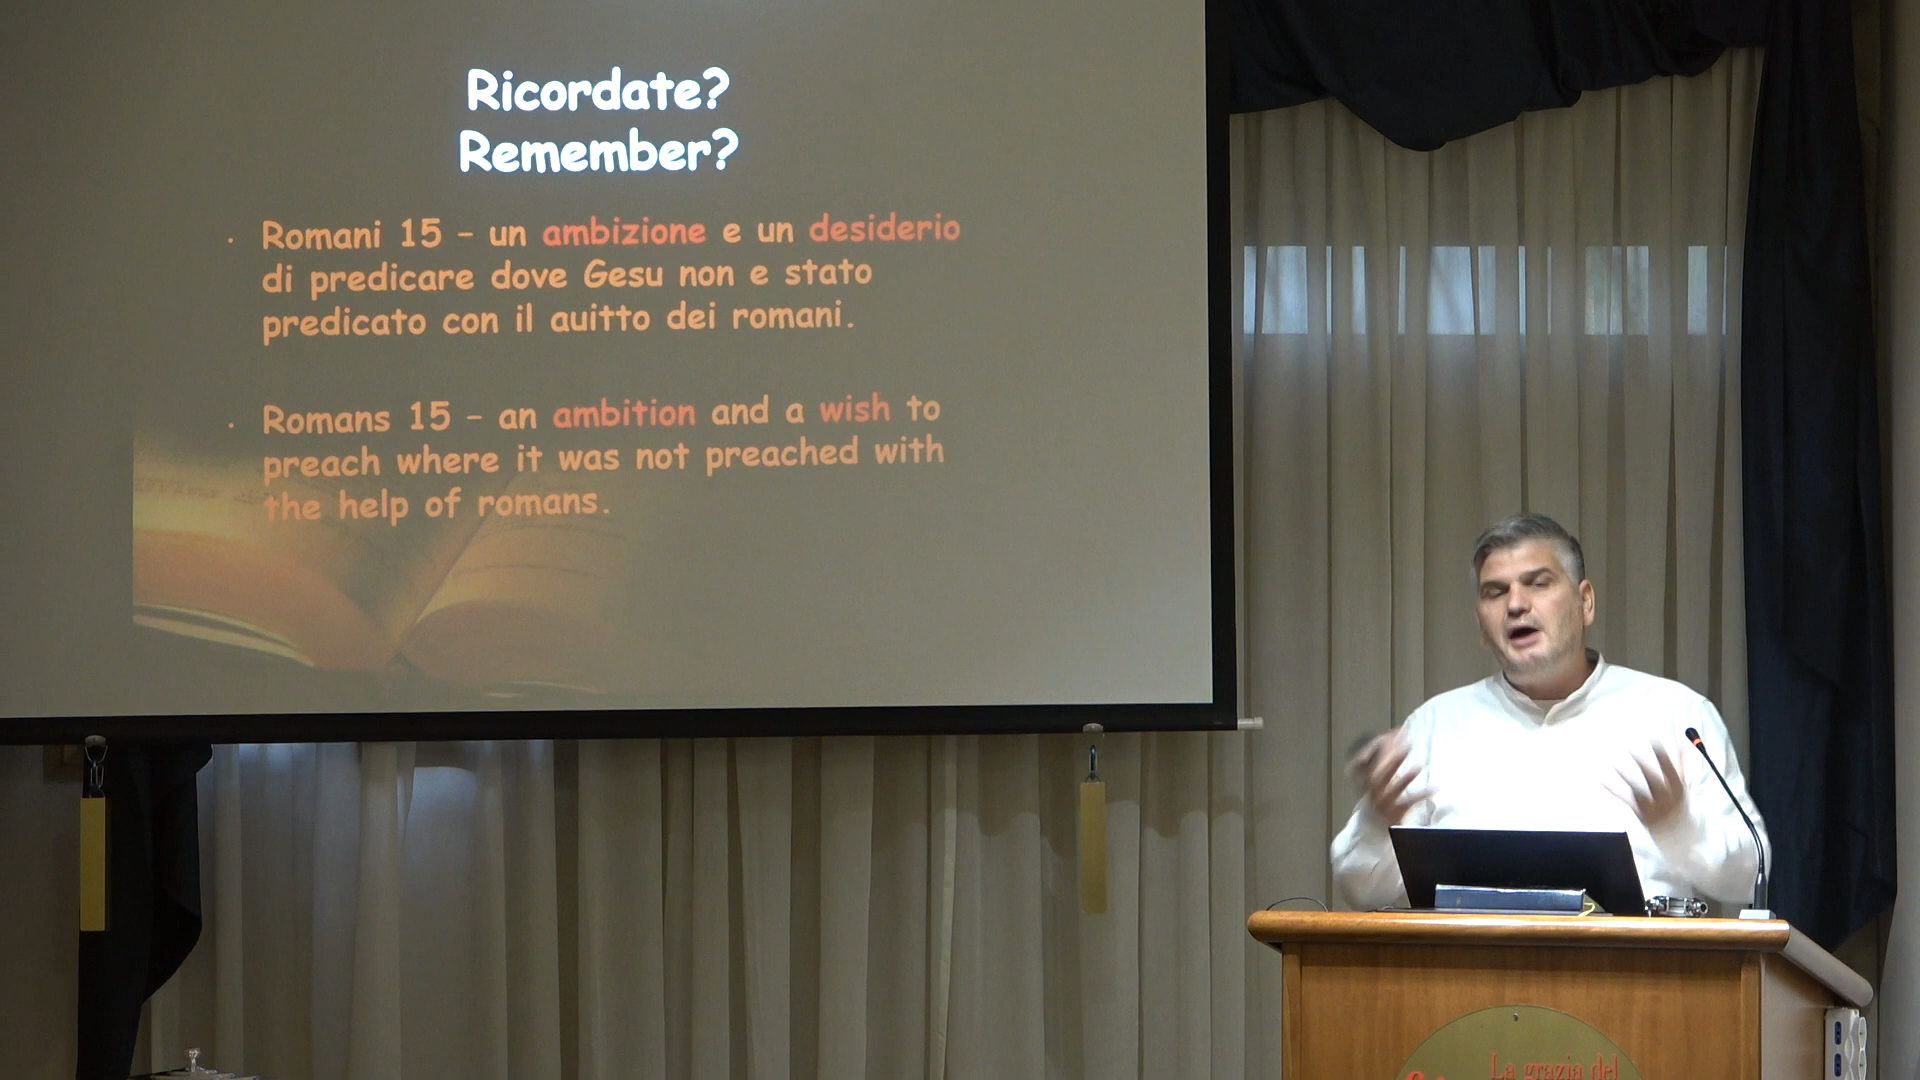 Ricordate?
Remember?
· Romani 15 – un ambizione e un desiderio
di predicare dove Gesu non e stato
predicato con il auitto dei romani.
· Romans 15 – an ambition and a wish to
preach where it was not preached with
the help of romans.
La grazia del